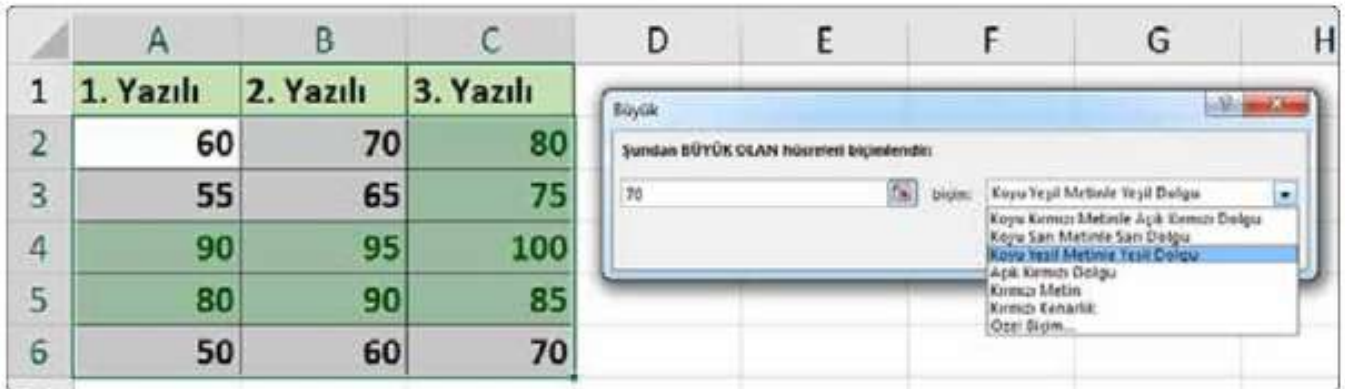 A B C D E F G H
1 1. Yazılı 2. Yazılı 3. Yazılı
2 60 70 80
3 55 65 75
4 90 95 100
5 80 90 85
6 50 60 70
Büyük
Şundan BÜYÜK OLAN hücreleri biçimlendir:
70 biçim: Koyu Yeşil Metinle Yeşil Dolgu
Koyu Kırmızı Metinle Açık Kırmızı Dolgu
Koyu Sarı Metinle Sarı Dolgu
Koyu Yeşil Metinle Yeşil Dolgu
Açık Kırmızı Dolgu
Kırmızı Metin
Kırmızı Kenarlık
Özel Biçim...